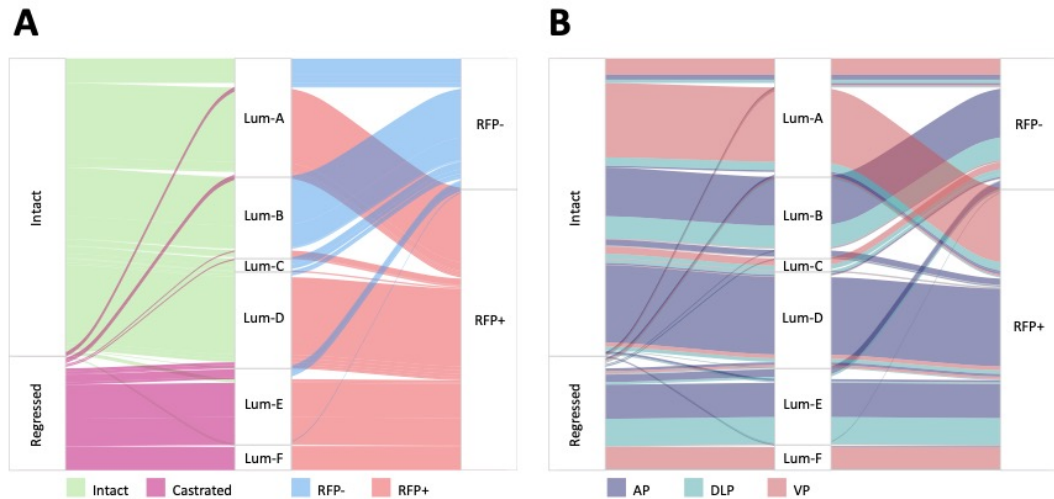 A
Intact
Regressed
Lum-A
Lum-B
Lum-C
Lum-D
Lum-E
Lum-F
RFP-
RFP+
Intact Castrated RFP- RFP+
B
Intact
Regressed
Lum-A
Lum-B
Lum-C
Lum-D
Lum-E
Lum-F
RFP-
RFP+
AP DLP VP